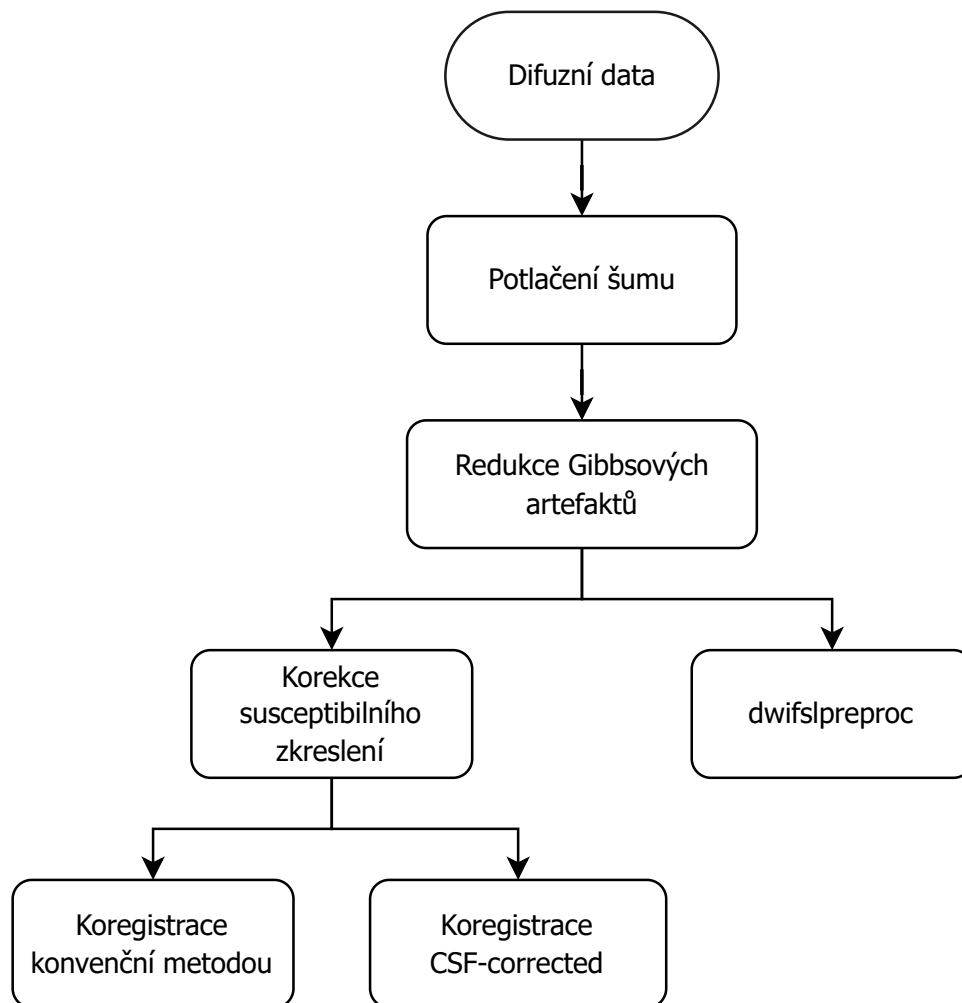 Difuzní data
Potlačení šumu
Redukce Gibbsových
artefaktů
Korekce
susceptibilního
zkreslení
dwifslpreproc
Koregistrace
konvenční metodou
Koregistrace
CSF-corrected